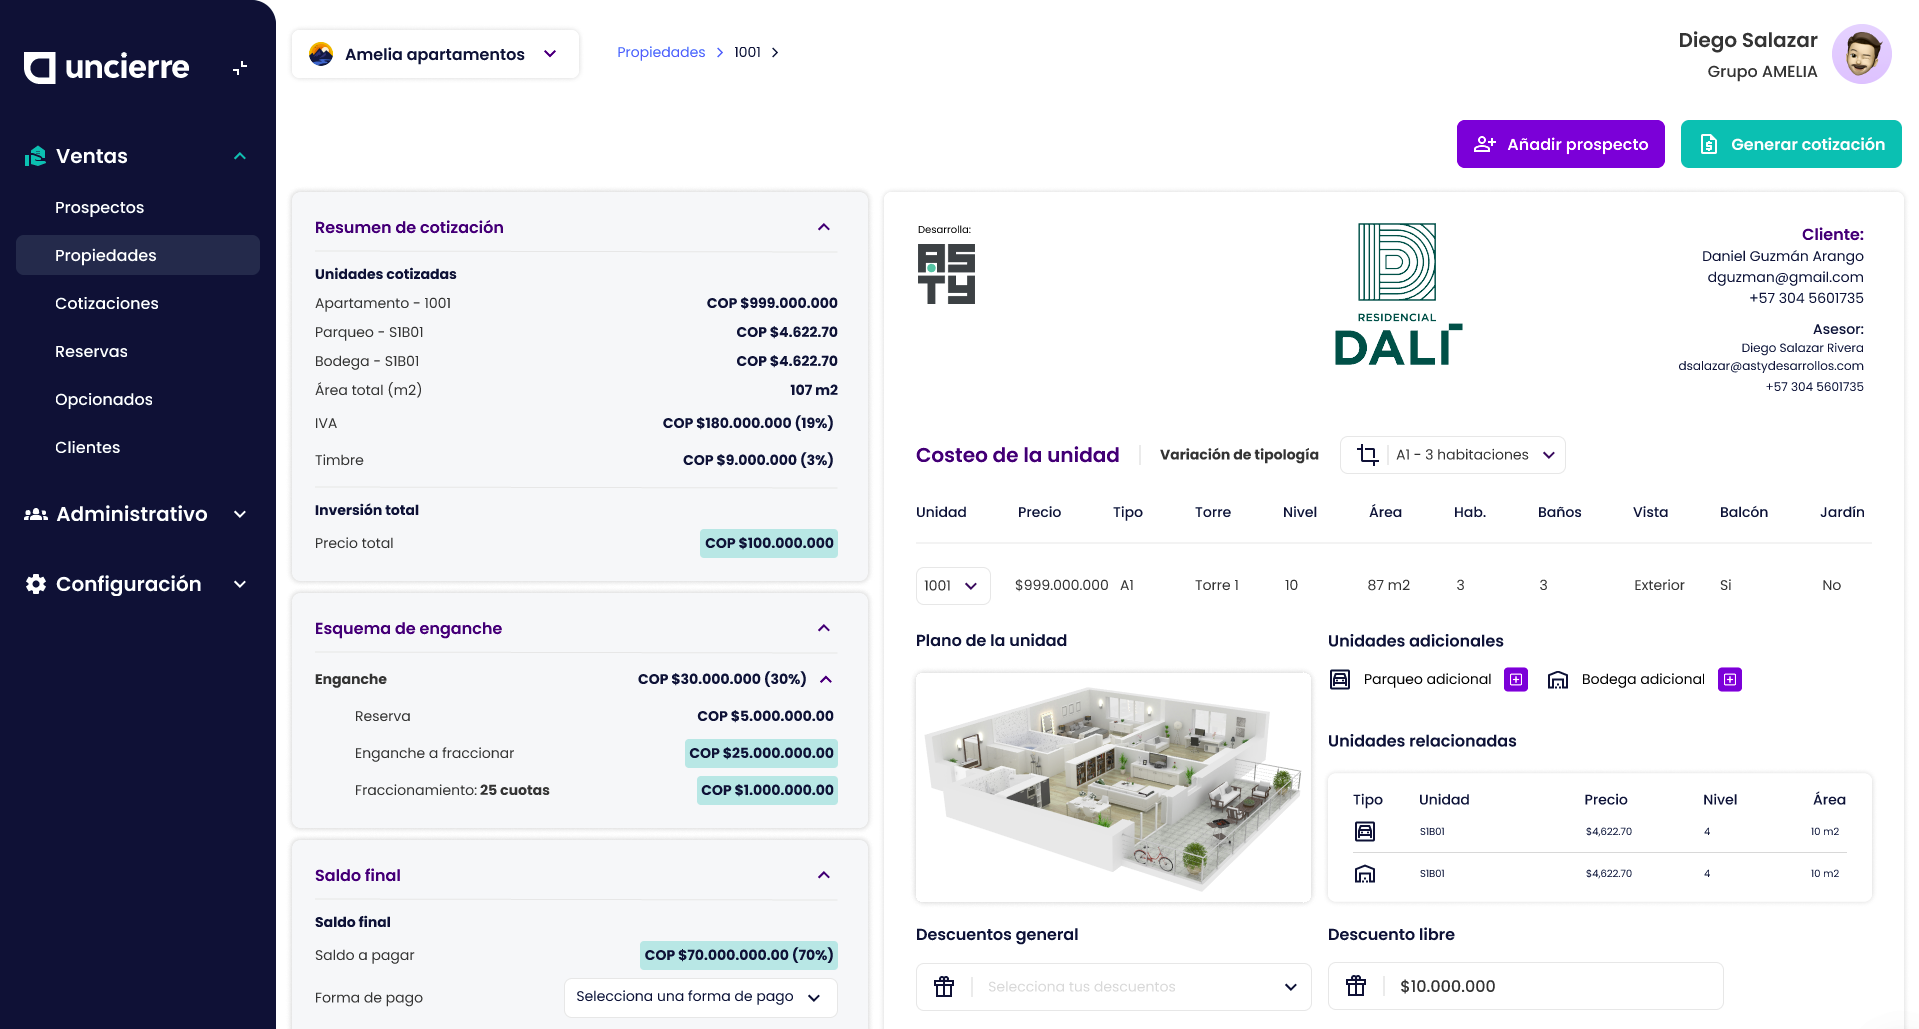 uncierre
Ventas
Prospectos
Propiedades
Cotizaciones
Reservas
Opcionados
Clientes
Administrativo
Configuración
Amelia apartamentos
Propiedades > 1001 >
Diego Salazar
Grupo AMELIA
Añadir prospecto
Generar cotización
Resumen de cotización
Unidades cotizadas
Apartamento - 1001 COP $999.000.000
Parqueo - S1B01 COP $4.622.70
Bodega - S1B01 COP $4.622.70
Área total (m2) 107 m2
IVA COP $180.000.000 (19%)
Timbre COP $9.000.000 (3%)
Inversión total
Precio total COP $100.000.000
Esquema de enganche
Enganche COP $30.000.000 (30%)
Reserva COP $5.000.000.00
Enganche a fraccionar COP $25.000.000.00
Fraccionamiento: 25 cuotas COP $1.000.000.00
Saldo final
Saldo final
Saldo a pagar COP $70.000.000.00 (70%)
Forma de pago Selecciona una forma de pago
Desarrolla:
ASTY
RESIDENCIAL
DALÍ
Cliente:
Daniel Guzmán Arango
dguzman@gmail.com
+57 304 5601735
Asesor:
Diego Salazar Rivera
dsalazar@astydesarrollos.com
+57 304 5601735
Costeo de la unidad
Variación de tipología
A1 - 3 habitaciones
Unidad Precio Tipo Torre Nivel Área Hab. Baños Vista Balcón Jardín
1001 $999.000.000 A1 Torre 1 10 87 m2 3 3 Exterior Si No
Plano de la unidad
Unidades adicionales
Parqueo adicional
Bodega adicional
Unidades relacionadas
Tipo Unidad Precio Nivel Área
S1B01 $4,622.70 4 10 m2
S1B01 $4,622.70 4 10 m2
Descuentos general
Selecciona tus descuentos
Descuento libre
$10.000.000